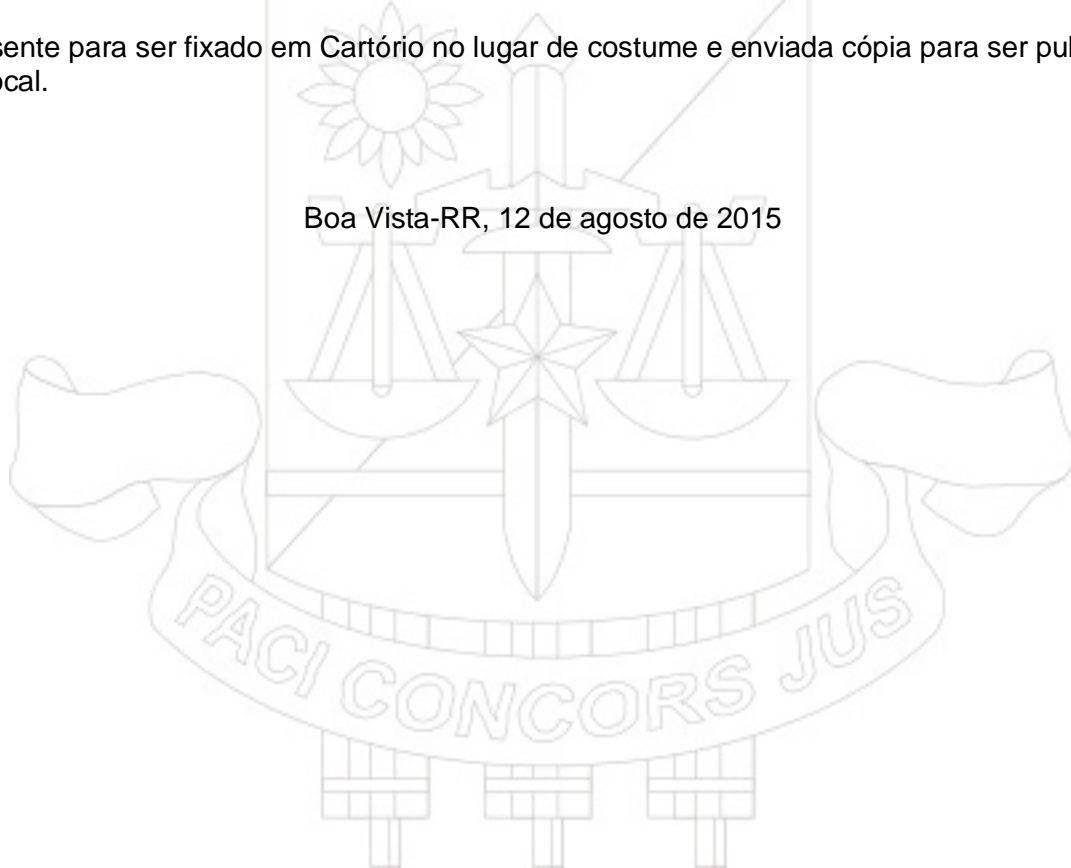 sente para ser fixado em Cartório no lugar de costume e enviada cópia para ser pul
ocal.
Boa Vista-RR, 12 de agosto de 2015
PACI CONCORS JUS